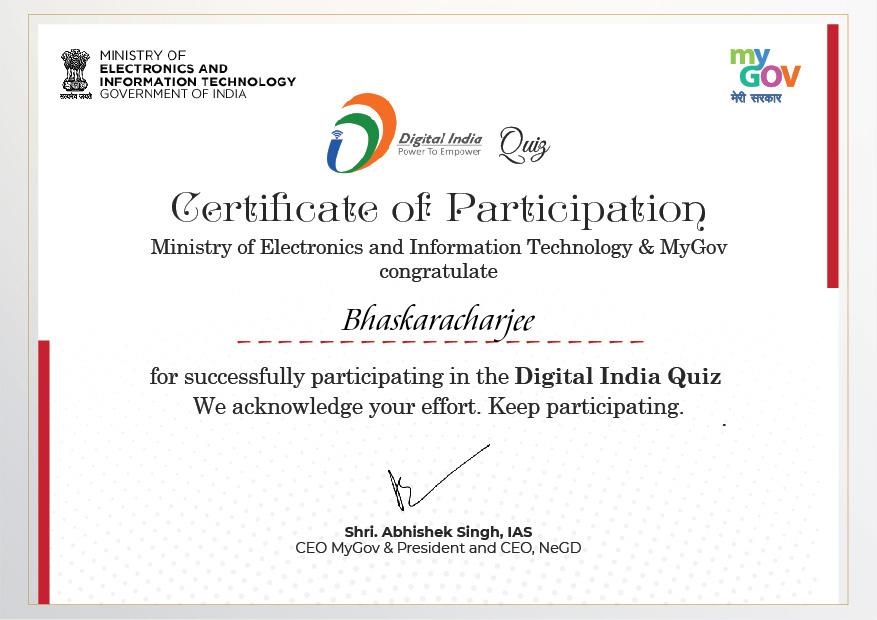 MINISTRY OF
ELECTRONICS AND
INFORMATION TECHNOLOGY
GOVERNMENT OF INDIA
सत्यमेव जयते
my
GOV
मेरी सरकार
Digital India
Power To Empower
Quiz
Certificate of Participation
Ministry of Electronics and Information Technology & MyGov
congratulate
Bhaskaracharjee
for successfully participating in the Digital India Quiz
We acknowledge your effort. Keep participating.
Shri. Abhishek Singh, IAS
CEO MyGov & President and CEO, NeGD